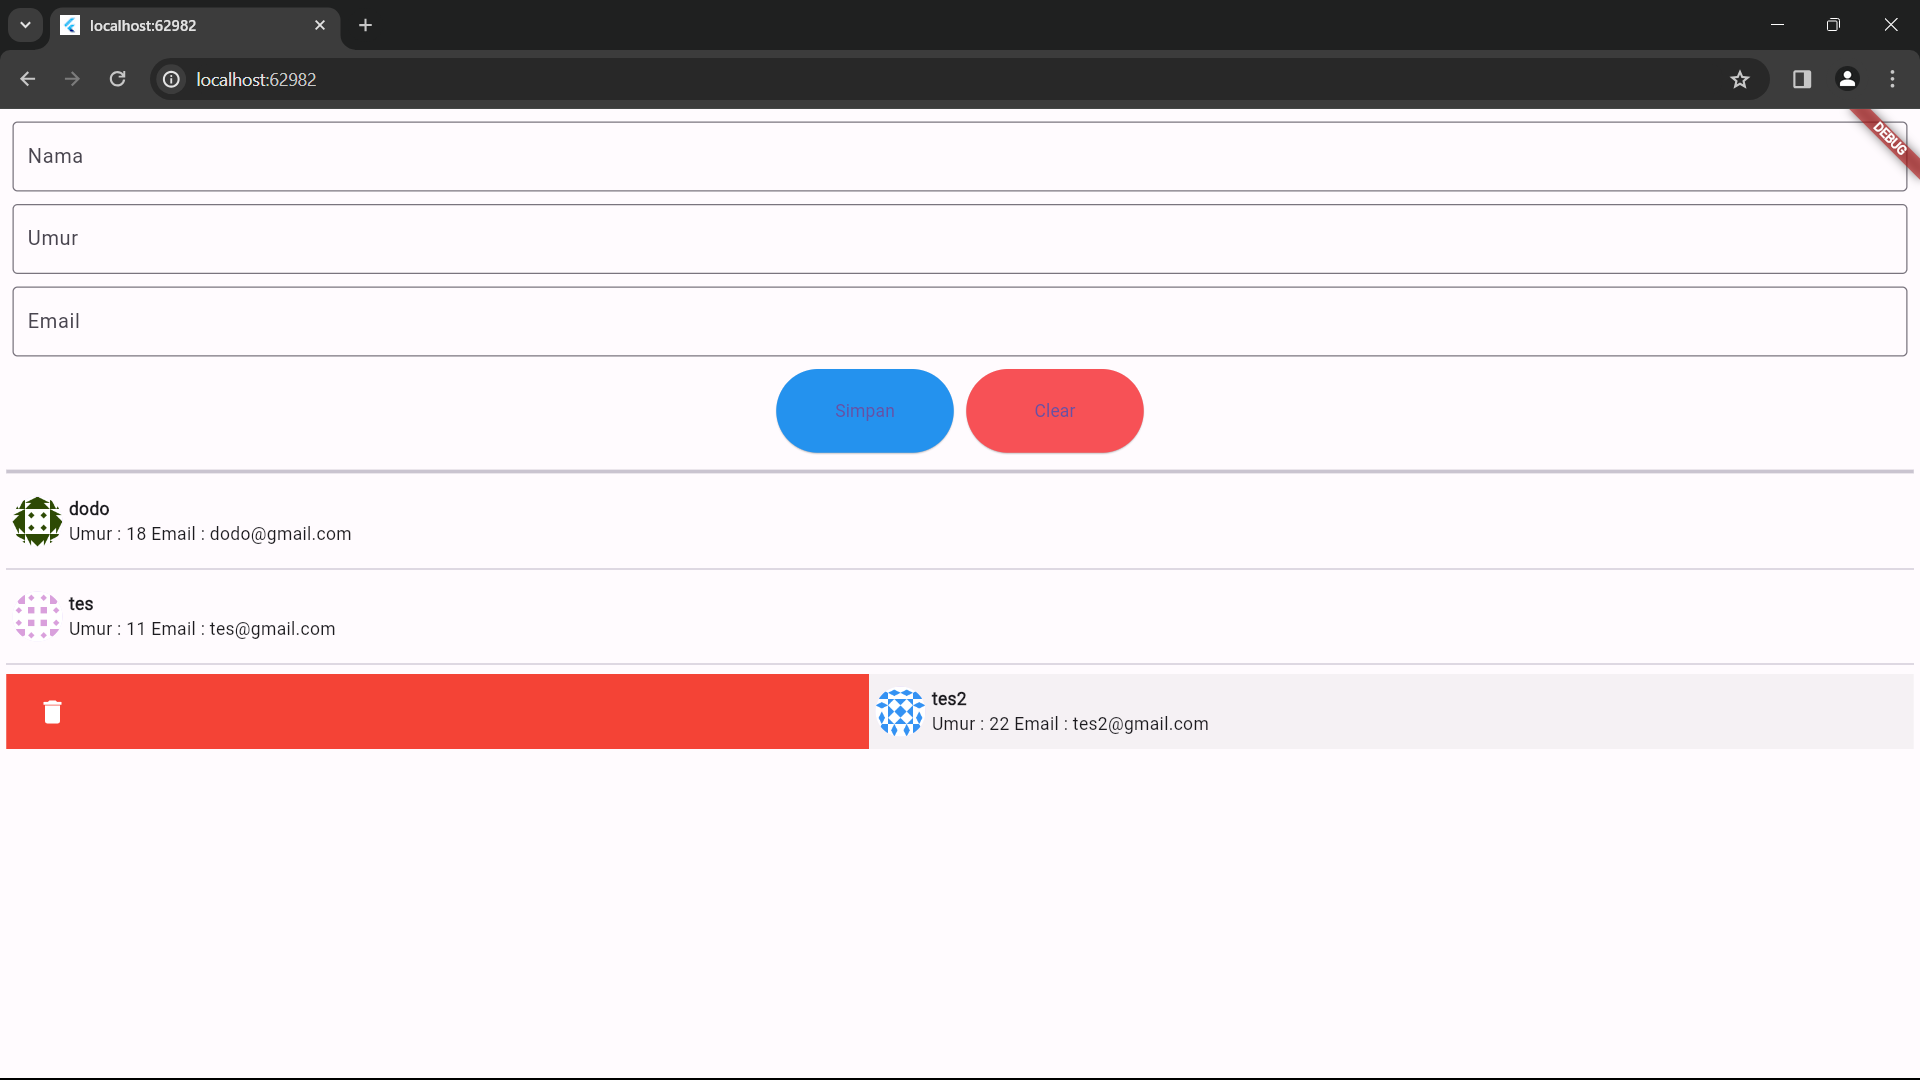 localhost:62982
localhost:62982
DEBUG
Nama
Umur
Email
Simpan
Clear
dodo
Umur : 18 Email : dodo@gmail.com
tes
Umur : 11 Email : tes@gmail.com
tes2
Umur : 22 Email : tes2@gmail.com